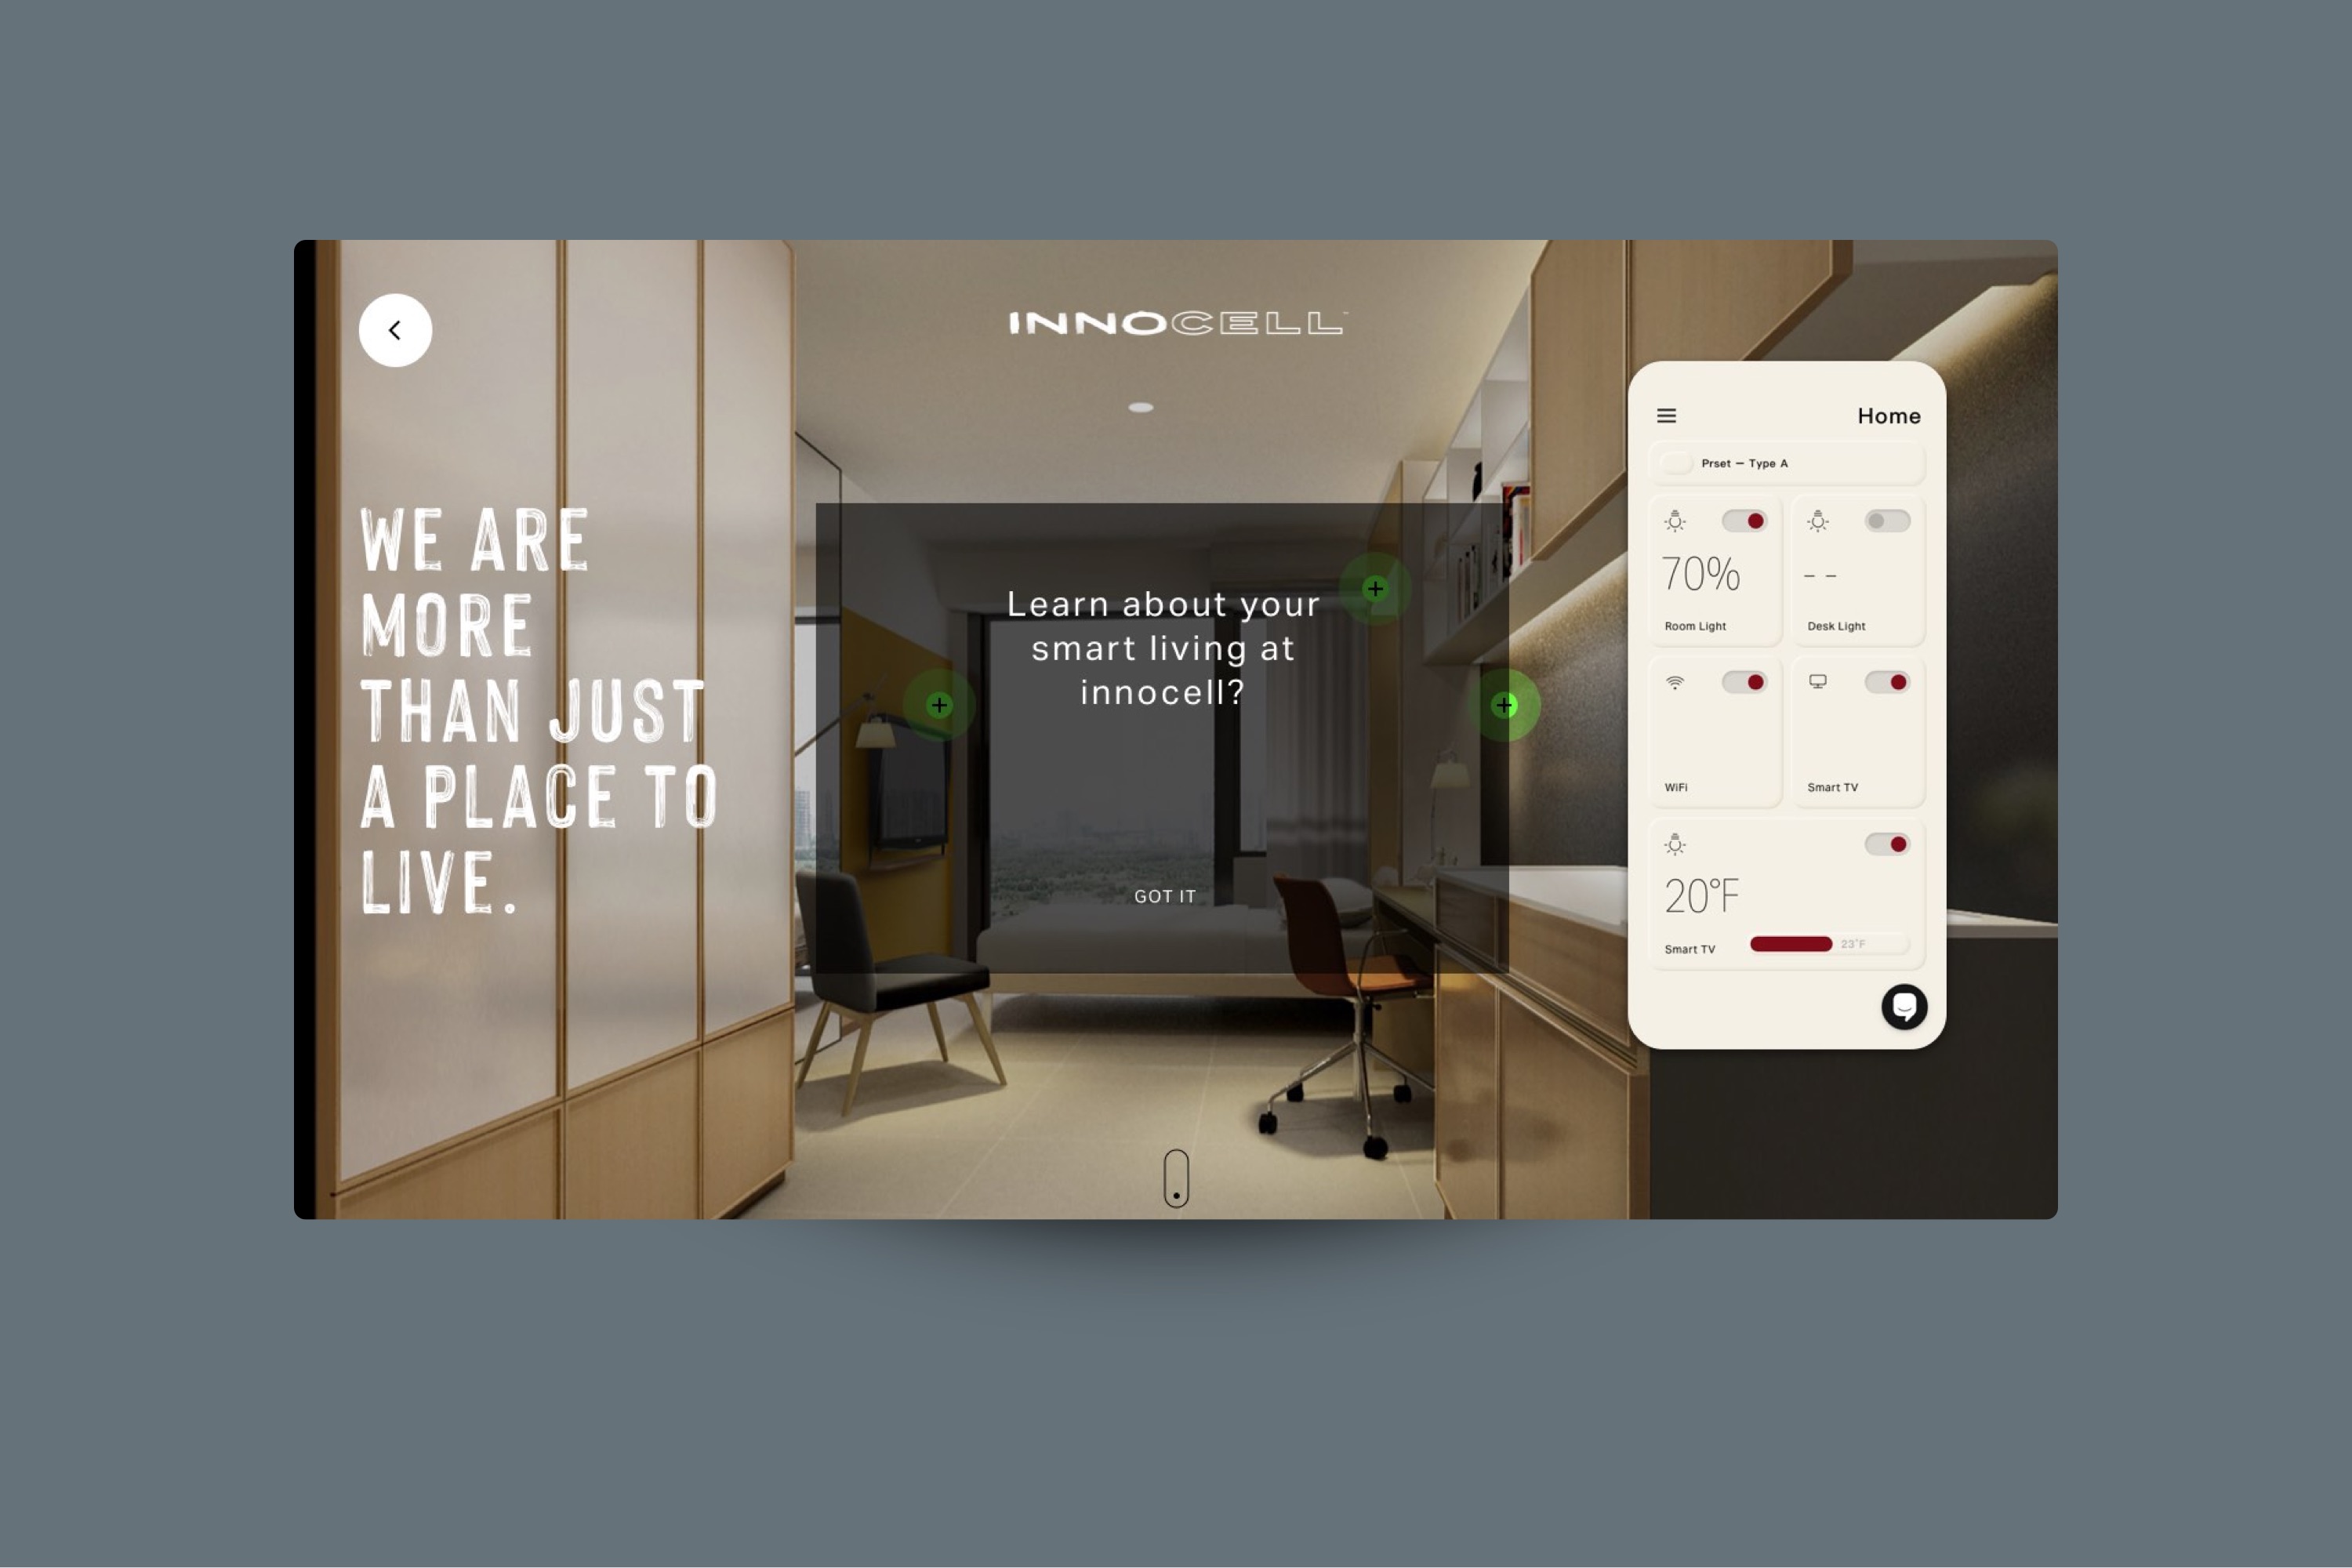 INNOCELL
WE ARE
MORE
THAN JUST
A PLACE TO
LIVE.
Learn about your
smart living at
innocell?
GOT IT
Home
Prset – Type A
70%
Room Light
– –
Desk Light
WiFi
Smart TV
20°F
Smart TV
23°F